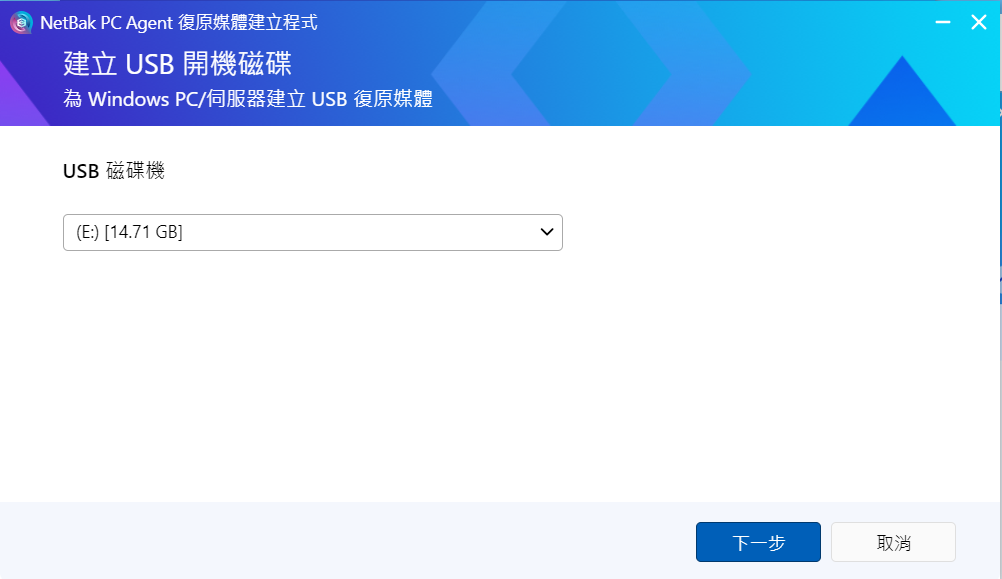 NetBak PC Agent 復原媒體建立程式
建立 USB 開機磁碟
為 Windows PC/伺服器建立 USB 復原媒體
USB 磁碟機
(E:) [14.71 GB]
下一步
取消